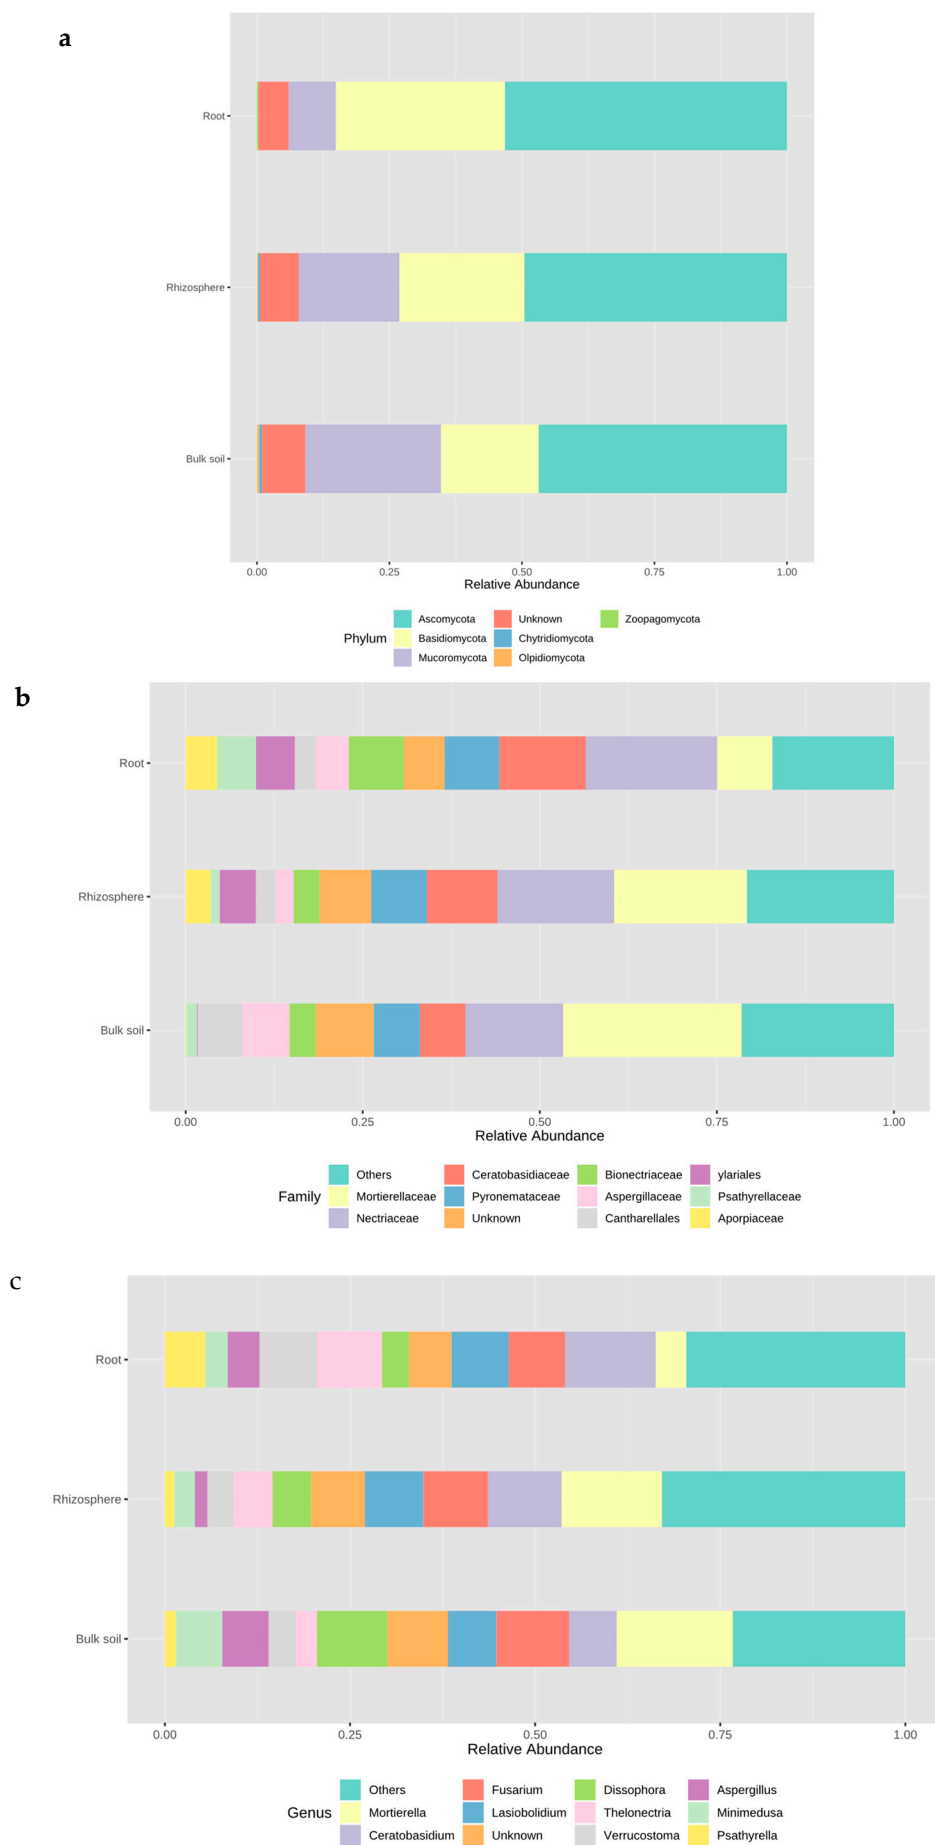 a
Root
Rhizosphere
Bulk soil
0.00 0.25 0.50 0.75 1.00
Relative Abundance
Phylum
Ascomycota Unknown Zoopagomycota
Basidiomycota Chytridiomycota
Mucoromycota Olpidiomycota
b
Root
Rhizosphere
Bulk soil
0.00 0.25 0.50 0.75 1.00
Relative Abundance
Family
Others Ceratobasidiaceae Bionectriaceae ylariales
Mortierellaceae Pyronemataceae Aspergillaceae Psathyrellaceae
Nectriaceae Unknown Cantharellales Aporpiaceae
c
Root
Rhizosphere
Bulk soil
0.00 0.25 0.50 0.75 1.00
Relative Abundance
Genus
Others Fusarium Dissophora Aspergillus
Mortierella Lasiobolidium Thelonectria Minimedusa
Ceratobasidium Unknown Verrucostoma Psathyrella